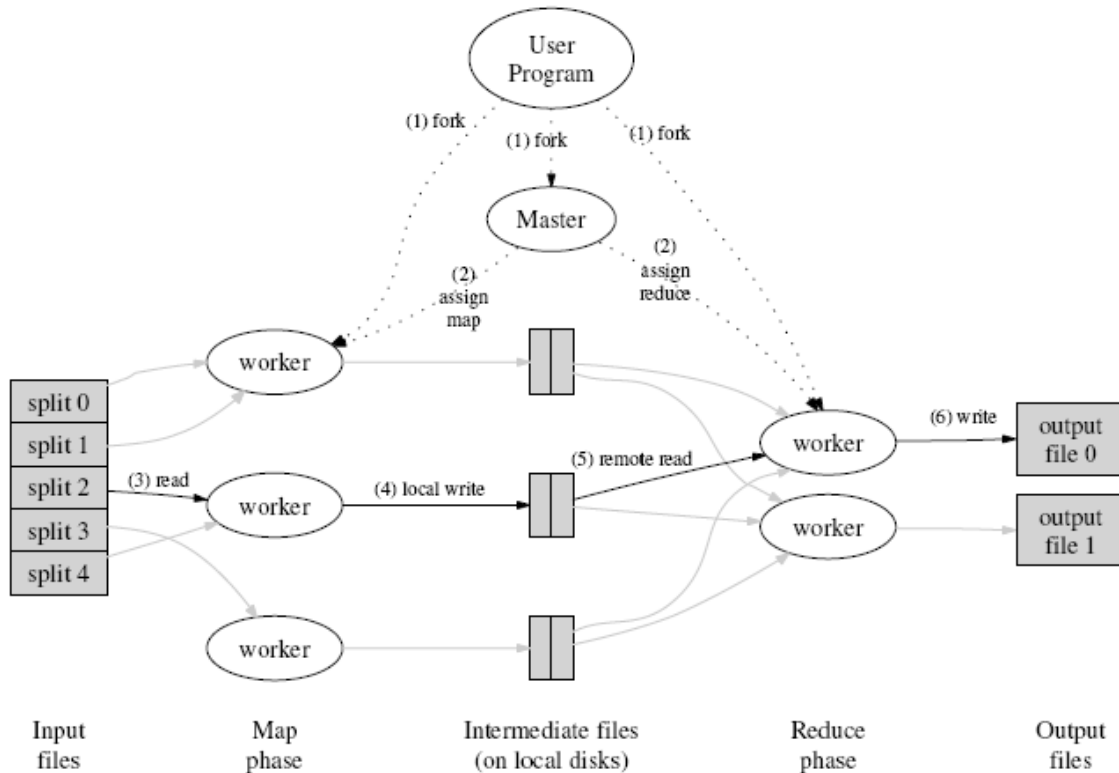 User
Program
(1) fork
(1) fork
(1) fork
Master
(2)
assign
map
(2)
assign
reduce
worker
split 0
split 1
split 2
split 3
split 4
(3) read
worker
(4) local write
worker
(5) remote read
worker
(6) write
output
file 0
worker
output
file 1
Input
files
Map
phase
Intermediate files
(on local disks)
Reduce
phase
Output
files